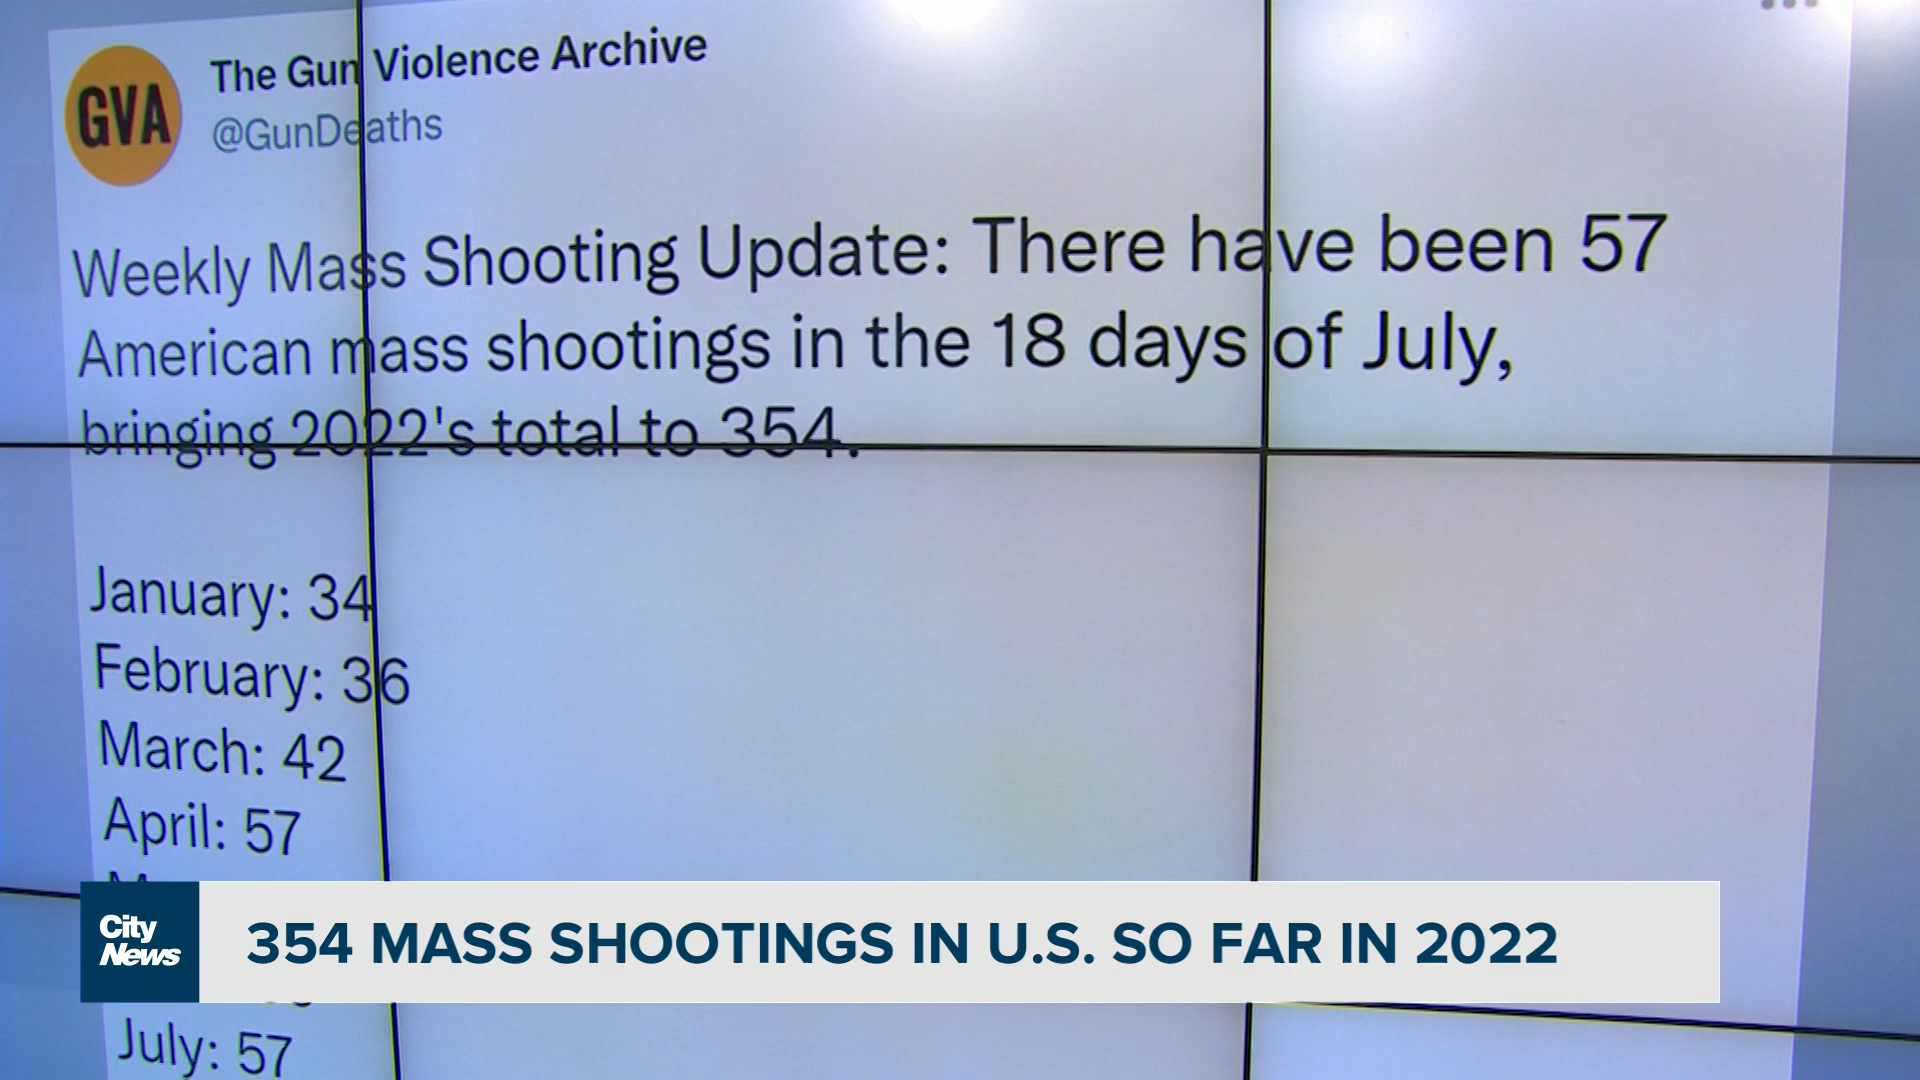 GVA
The Gun Violence Archive
@GunDeaths
Weekly Mass Shooting Update: There have been 57
American mass shootings in the 18 days of July,
bringing 2022's total to 354.
January: 34
February: 36
March: 42
April: 57
City
News
354 MASS SHOOTINGS IN U.S. SO FAR IN 2022
July: 57